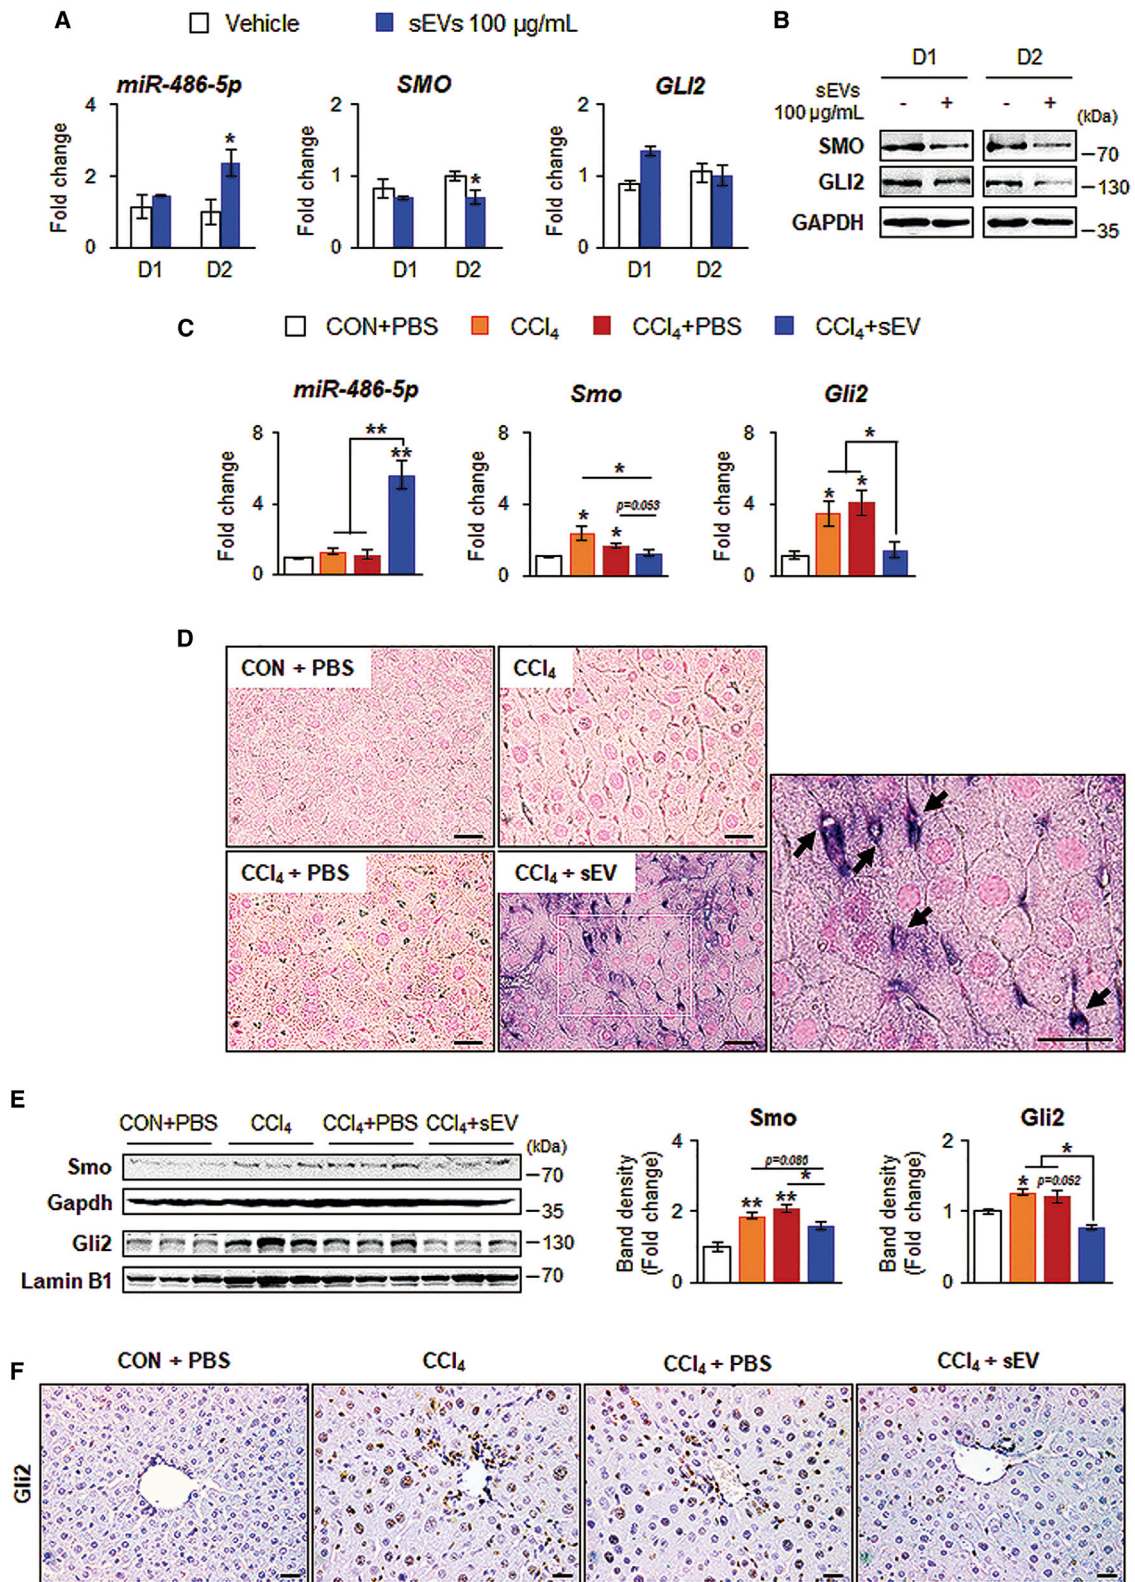 A
Vehicle
sEVs 100 µg/mL
miR-486-5p
SMO
GLI2
Fold change
4
2
0
D1
D2
*
Fold change
2
1
0
D1
D2
*
Fold change
2
1
0
D1
D2
B
D1
D2
sEVs
100 µg/mL
- + - +
(kDa)
SMO
–70
GLI2
–130
GAPDH
–35
C
CON+PBS
CCl₄
CCl₄+PBS
CCl₄+sEV
miR-486-5p
Smo
Gli2
Fold change
8
4
0
**
**
Fold change
8
4
0
*
p=0.053
*
*
Fold change
8
4
0
*
*
*
D
CON + PBS
CCl₄
CCl₄ + PBS
CCl₄ + sEV
E
CON+PBS
CCl₄
CCl₄+PBS
CCl₄+sEV
(kDa)
Smo
–70
Gapdh
–35
Gli2
–130
Lamin B1
–70
Smo
Band density
(Fold change)
4
2
0
p=0.086
*
**
**
Gli2
Band density
(Fold change)
2
1
0
*
*
p=0.052
F
CON + PBS
CCl₄
CCl₄ + PBS
CCl₄ + sEV
Gli2